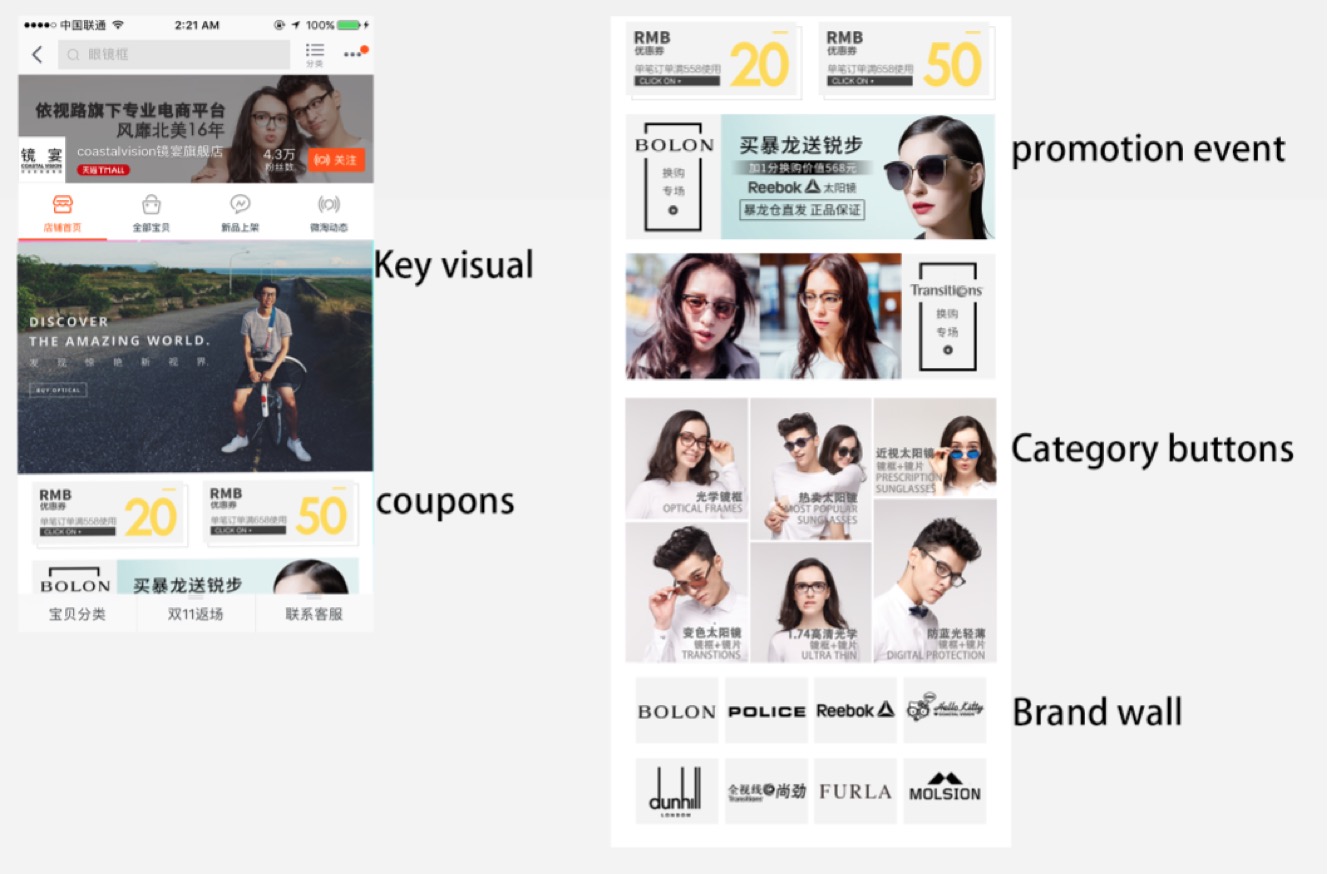 中国联通
2:21 AM
100%
眼镜框
分类
依视路旗下专业电商平台
风靡北美16年
镜宴
COASTAL VISION
coastalvision镜宴旗舰店
天猫TMALL
4.3万
粉丝数
关注
店铺首页
全部宝贝
新品上架
微淘动态
Key visual
DISCOVER
THE AMAZING WORLD.
发现惊艳新视界.
BUY OPTICAL
RMB
优惠券
单笔订单满558使用
CLICK ON
20
RMB
优惠券
单笔订单满658使用
CLICK ON
50
coupons
BOLON
买暴龙送锐步
宝贝分类
双11返场
联系客服
RMB
优惠券
单笔订单满558使用
CLICK ON
20
RMB
优惠券
单笔订单满658使用
CLICK ON
50
BOLON
换购
专场
买暴龙送锐步
加1分换购价值568元
Reebok 太阳镜
暴龙仓直发 正品保证
promotion event
Transitions
换购
专场
光学镜框
OPTICAL FRAMES
热卖太阳镜
MOST POPULAR
SUNGLASSES
近视太阳镜
镜框+镜片
PRESCRIPTION
SUNGLASSES
Category buttons
变色太阳镜
镜框+镜片
TRANSTIONS
1.74高清光学
镜框+镜片
ULTRA THIN
防蓝光轻薄
镜框+镜片
DIGITAL PROTECTION
BOLON
POLICE
Reebok
Hello Kitty
Brand wall
dunhill
LONDON
全视线 尚劲
Transitions
FURLA
MOLSION